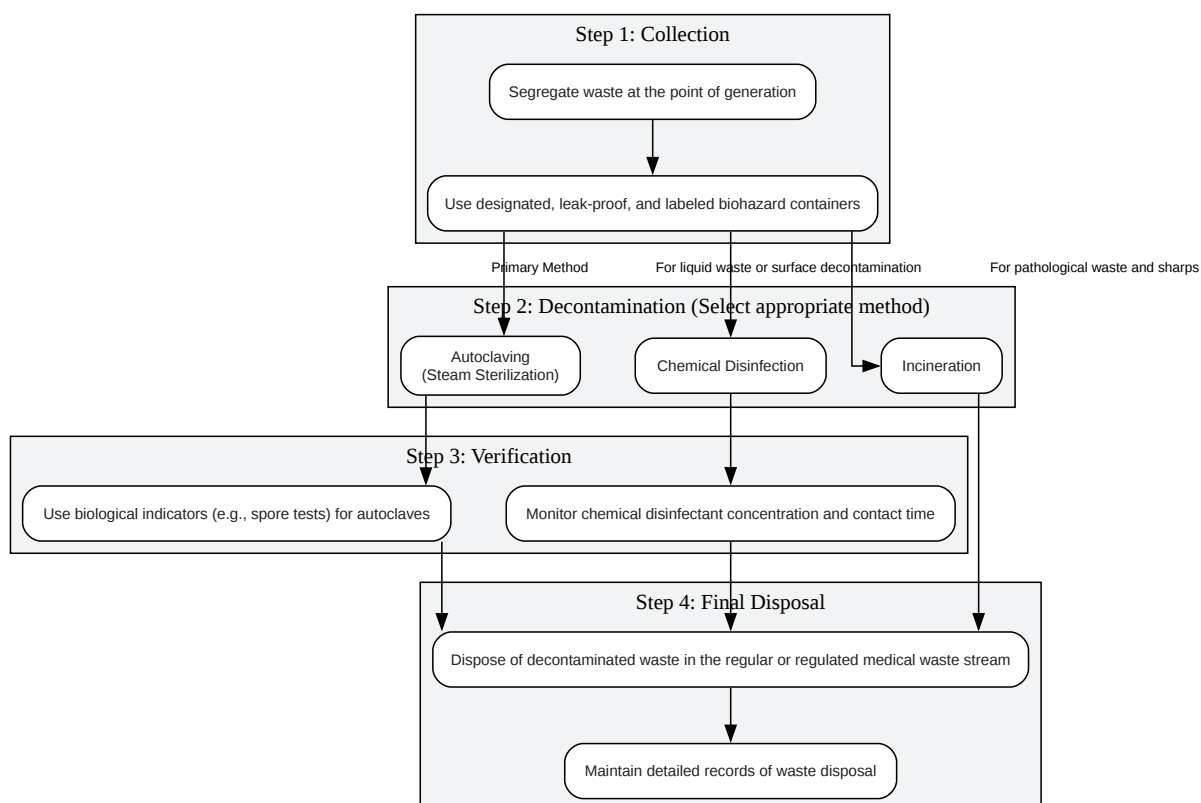 Step 1: Collection
Segregate waste at the point of generation
Use designated, leak-proof, and labeled biohazard containers
Primary Method
For liquid waste or surface decontamination
For pathological waste and sharps
Step 2: Decontamination (Select appropriate method)
Autoclaving
(Steam Sterilization)
Chemical Disinfection
Incineration
Step 3: Verification
Use biological indicators (e.g., spore tests) for autoclaves
Monitor chemical disinfectant concentration and contact time
Step 4: Final Disposal
Dispose of decontaminated waste in the regular or regulated medical waste stream
Maintain detailed records of waste disposal